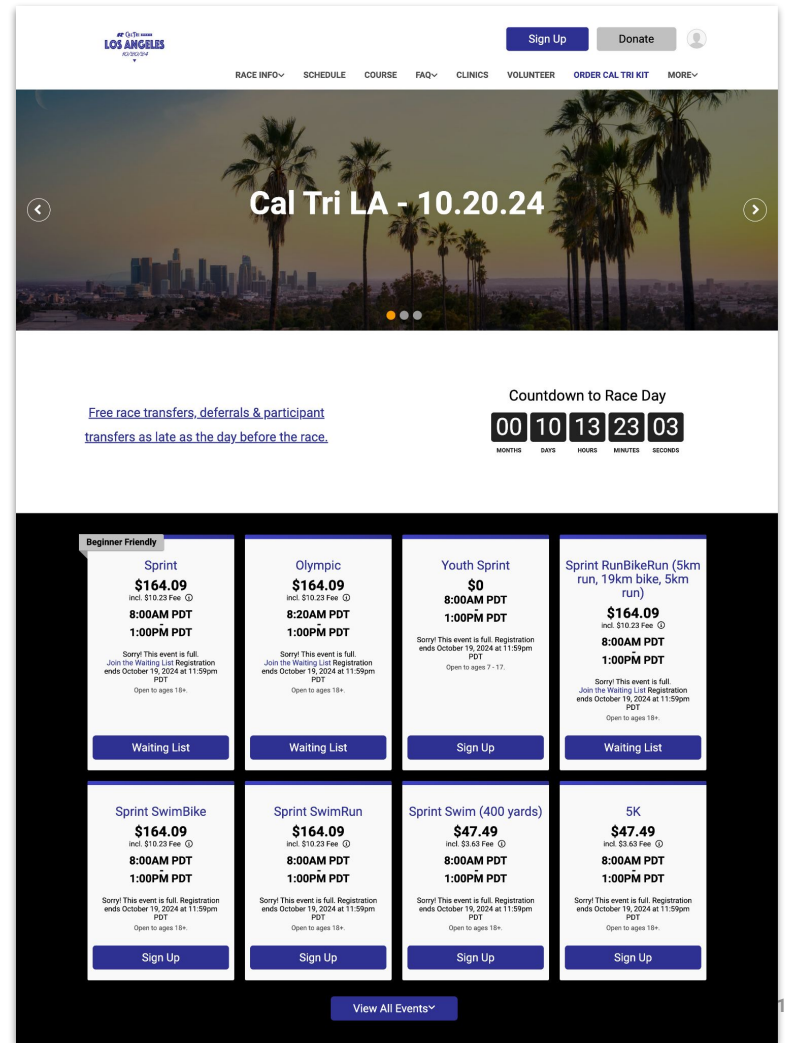 CAL TRI
LOS ANGELES
Sign Up
Donate
RACE INFO
SCHEDULE
COURSE
FAQ
CLINICS
VOLUNTEER
ORDER CAL TRI KIT
MORE
Cal Tri LA - 10.20.24
Free race transfers, deferrals & participant
transfers as late as the day before the race.
Countdown to Race Day
00 10 13 23 03
MONTHS DAYS HOURS MINUTES SECONDS
Beginner Friendly
Sprint
$164.09
incl. $10.23 Fee
8:00AM PDT
-
1:00PM PDT
Sorry! This event is full.
Join the Waiting List Registration
ends October 19, 2024 at 11:59pm
PDT
Open to ages 18+.
Waiting List
Olympic
$164.09
incl. $10.23 Fee
8:20AM PDT
-
1:00PM PDT
Sorry! This event is full.
Join the Waiting List Registration
ends October 19, 2024 at 11:59pm
PDT
Open to ages 18+.
Waiting List
Youth Sprint
$0
8:00AM PDT
-
1:00PM PDT
Sorry! This event is full. Registration
ends October 19, 2024 at 11:59pm
PDT
Open to ages 7 - 17.
Sign Up
Sprint RunBikeRun (5km
run, 19km bike, 5km
run)
$164.09
incl. $10.23 Fee
8:00AM PDT
-
1:00PM PDT
Sorry! This event is full.
Join the Waiting List Registration
ends October 19, 2024 at 11:59pm
PDT
Open to ages 18+.
Waiting List
Sprint SwimBike
$164.09
incl. $10.23 Fee
8:00AM PDT
-
1:00PM PDT
Sorry! This event is full. Registration
ends October 19, 2024 at 11:59pm
PDT
Open to ages 18+.
Sign Up
Sprint SwimRun
$164.09
incl. $10.23 Fee
8:00AM PDT
-
1:00PM PDT
Sorry! This event is full. Registration
ends October 19, 2024 at 11:59pm
PDT
Open to ages 18+.
Sign Up
Sprint Swim (400 yards)
$47.49
incl. $3.63 Fee
8:00AM PDT
-
1:00PM PDT
Sorry! This event is full. Registration
ends October 19, 2024 at 11:59pm
PDT
Open to ages 18+.
Sign Up
5K
$47.49
incl. $3.63 Fee
8:00AM PDT
-
1:00PM PDT
Sorry! This event is full. Registration
ends October 19, 2024 at 11:59pm
PDT
Open to ages 18+.
Sign Up
View All Events
1